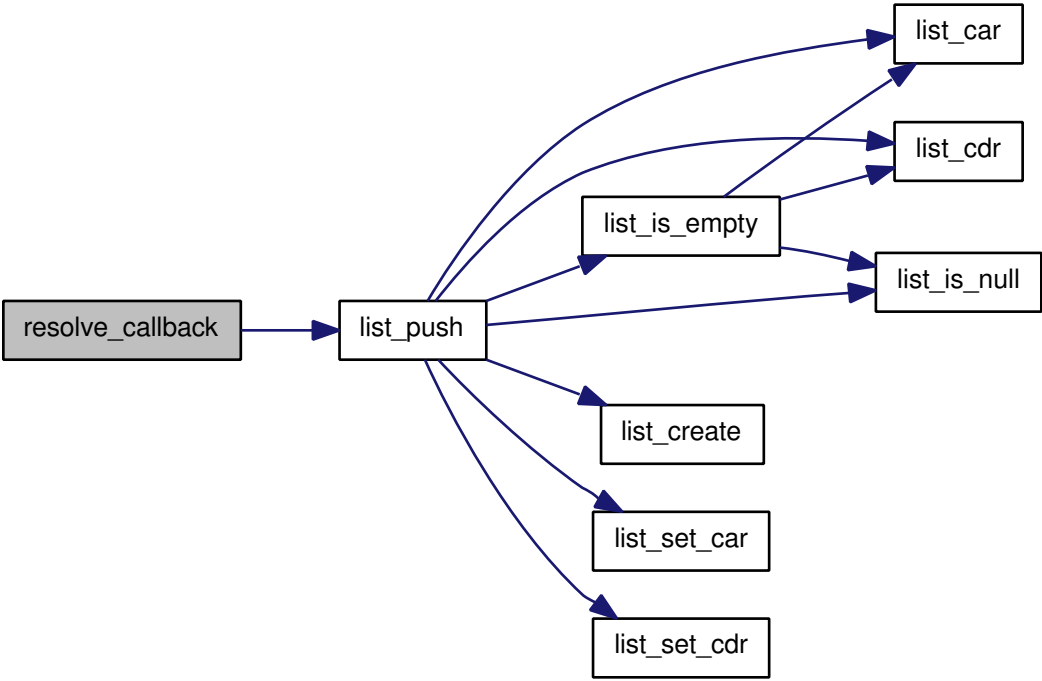 list_car
list_cdr
list_is_empty
list_is_null
resolve_callback
list_push
list_create
list_set_car
list_set_cdr